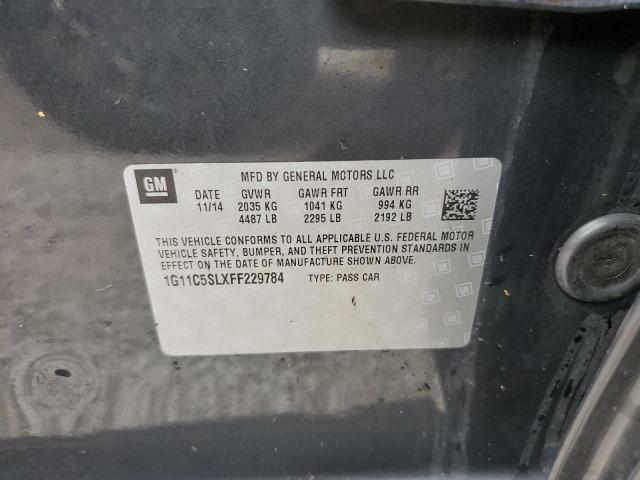 GM
MFD BY GENERAL MOTORS LLC
DATE GVWR GAWR FRT GAWR RR
11/14 2035 KG 1041 KG 994 KG
4487 LB 2295 LB 2192 LB
THIS VEHICLE CONFORMS TO ALL APPLICABLE U.S. FEDERAL MOTOR
VEHICLE SAFETY, BUMPER, AND THEFT PREVENTION STANDARDS IN
EFFECT ON THE DATE OF MANUFACTURE SHOWN ABOVE.
1G11C5SLXFF229784 TYPE: PASS CAR